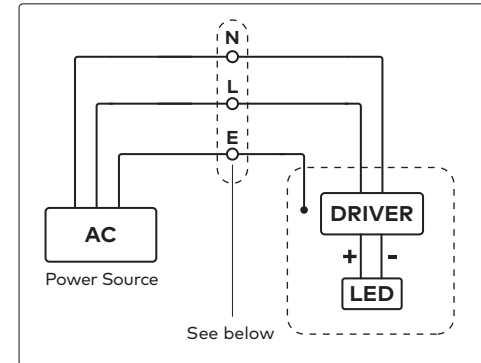 N
L
E
AC
Power Source
DRIVER
+ -
LED
See below